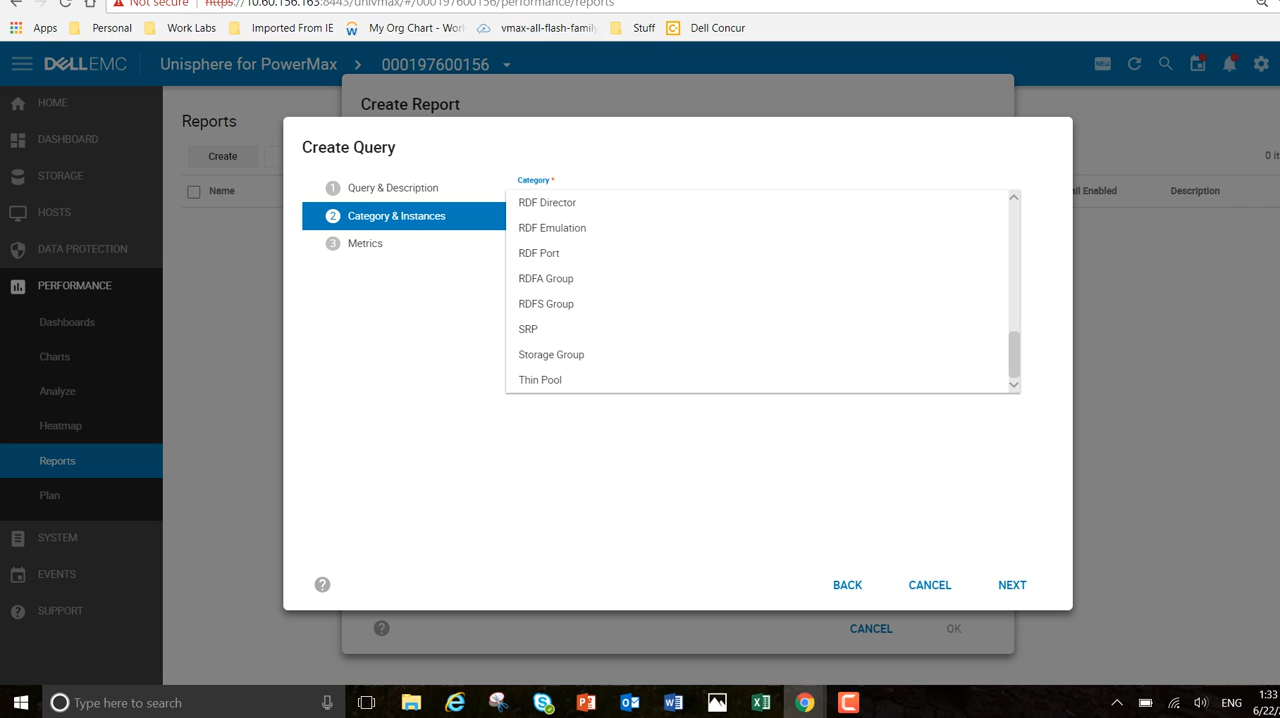 Not secure | https://10.60.156.163:8443/univmax/#/000197600156/performance/reports
Apps Personal Work Labs Imported From IE My Org Chart - Work vmax-all-flash-family Stuff Dell Concur
DELLEMC Unisphere for PowerMax > 000197600156 NEW
HOME
DASHBOARD
STORAGE
HOSTS
DATA PROTECTION
PERFORMANCE
Dashboards
Charts
Analyze
Heatmap
Reports
Plan
SYSTEM
EVENTS
SUPPORT
Reports
Create
0
Name
Enabled
Description
Create Report
Create Query
1 Query & Description
2 Category & Instances
3 Metrics
Category *
RDF Director
RDF Emulation
RDF Port
RDFA Group
RDFS Group
SRP
Storage Group
Thin Pool
?
BACK CANCEL NEXT
?
CANCEL OK
Type here to search
ENG
1:33
6/22/